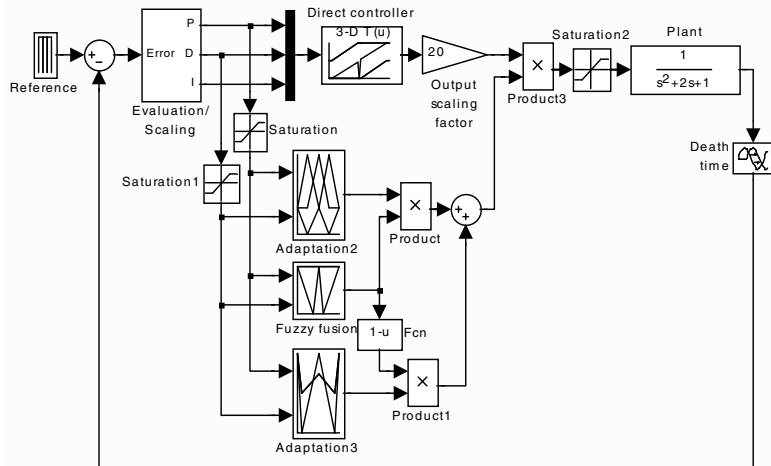 Direct controller
P
3-D T(u)
Saturation2
Plant
20
1
Error
D
×
s²+2s+1
+
−
I
Reference
Evaluation/
Scaling
Output
scaling
factor
Product3
Saturation
Death
time
Saturation1
×
+
+
Adaptation2
Product
Fuzzy fusion
1-u
Fcn
×
Product1
Adaptation3